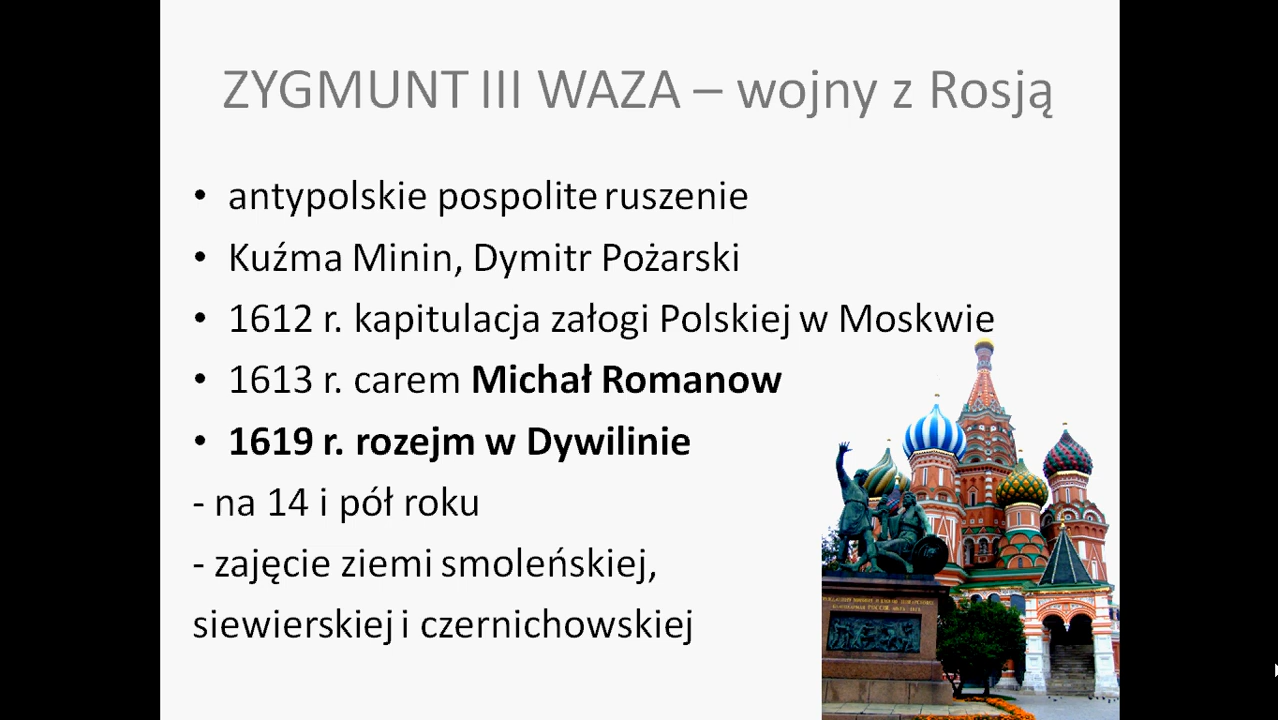 ZYGMUNT III WAZA – wojny z Rosją
• antypolskie pospolite ruszenie
• Kuźma Minin, Dymitr Pożarski
• 1612 r. kapitulacja załogi Polskiej w Moskwie
• 1613 r. carem Michał Romanow
• 1619 r. rozejm w Dywilinie
- na 14 i pół roku
- zajęcie ziemi smoleńskiej,
siewierskiej i czernichowskiej